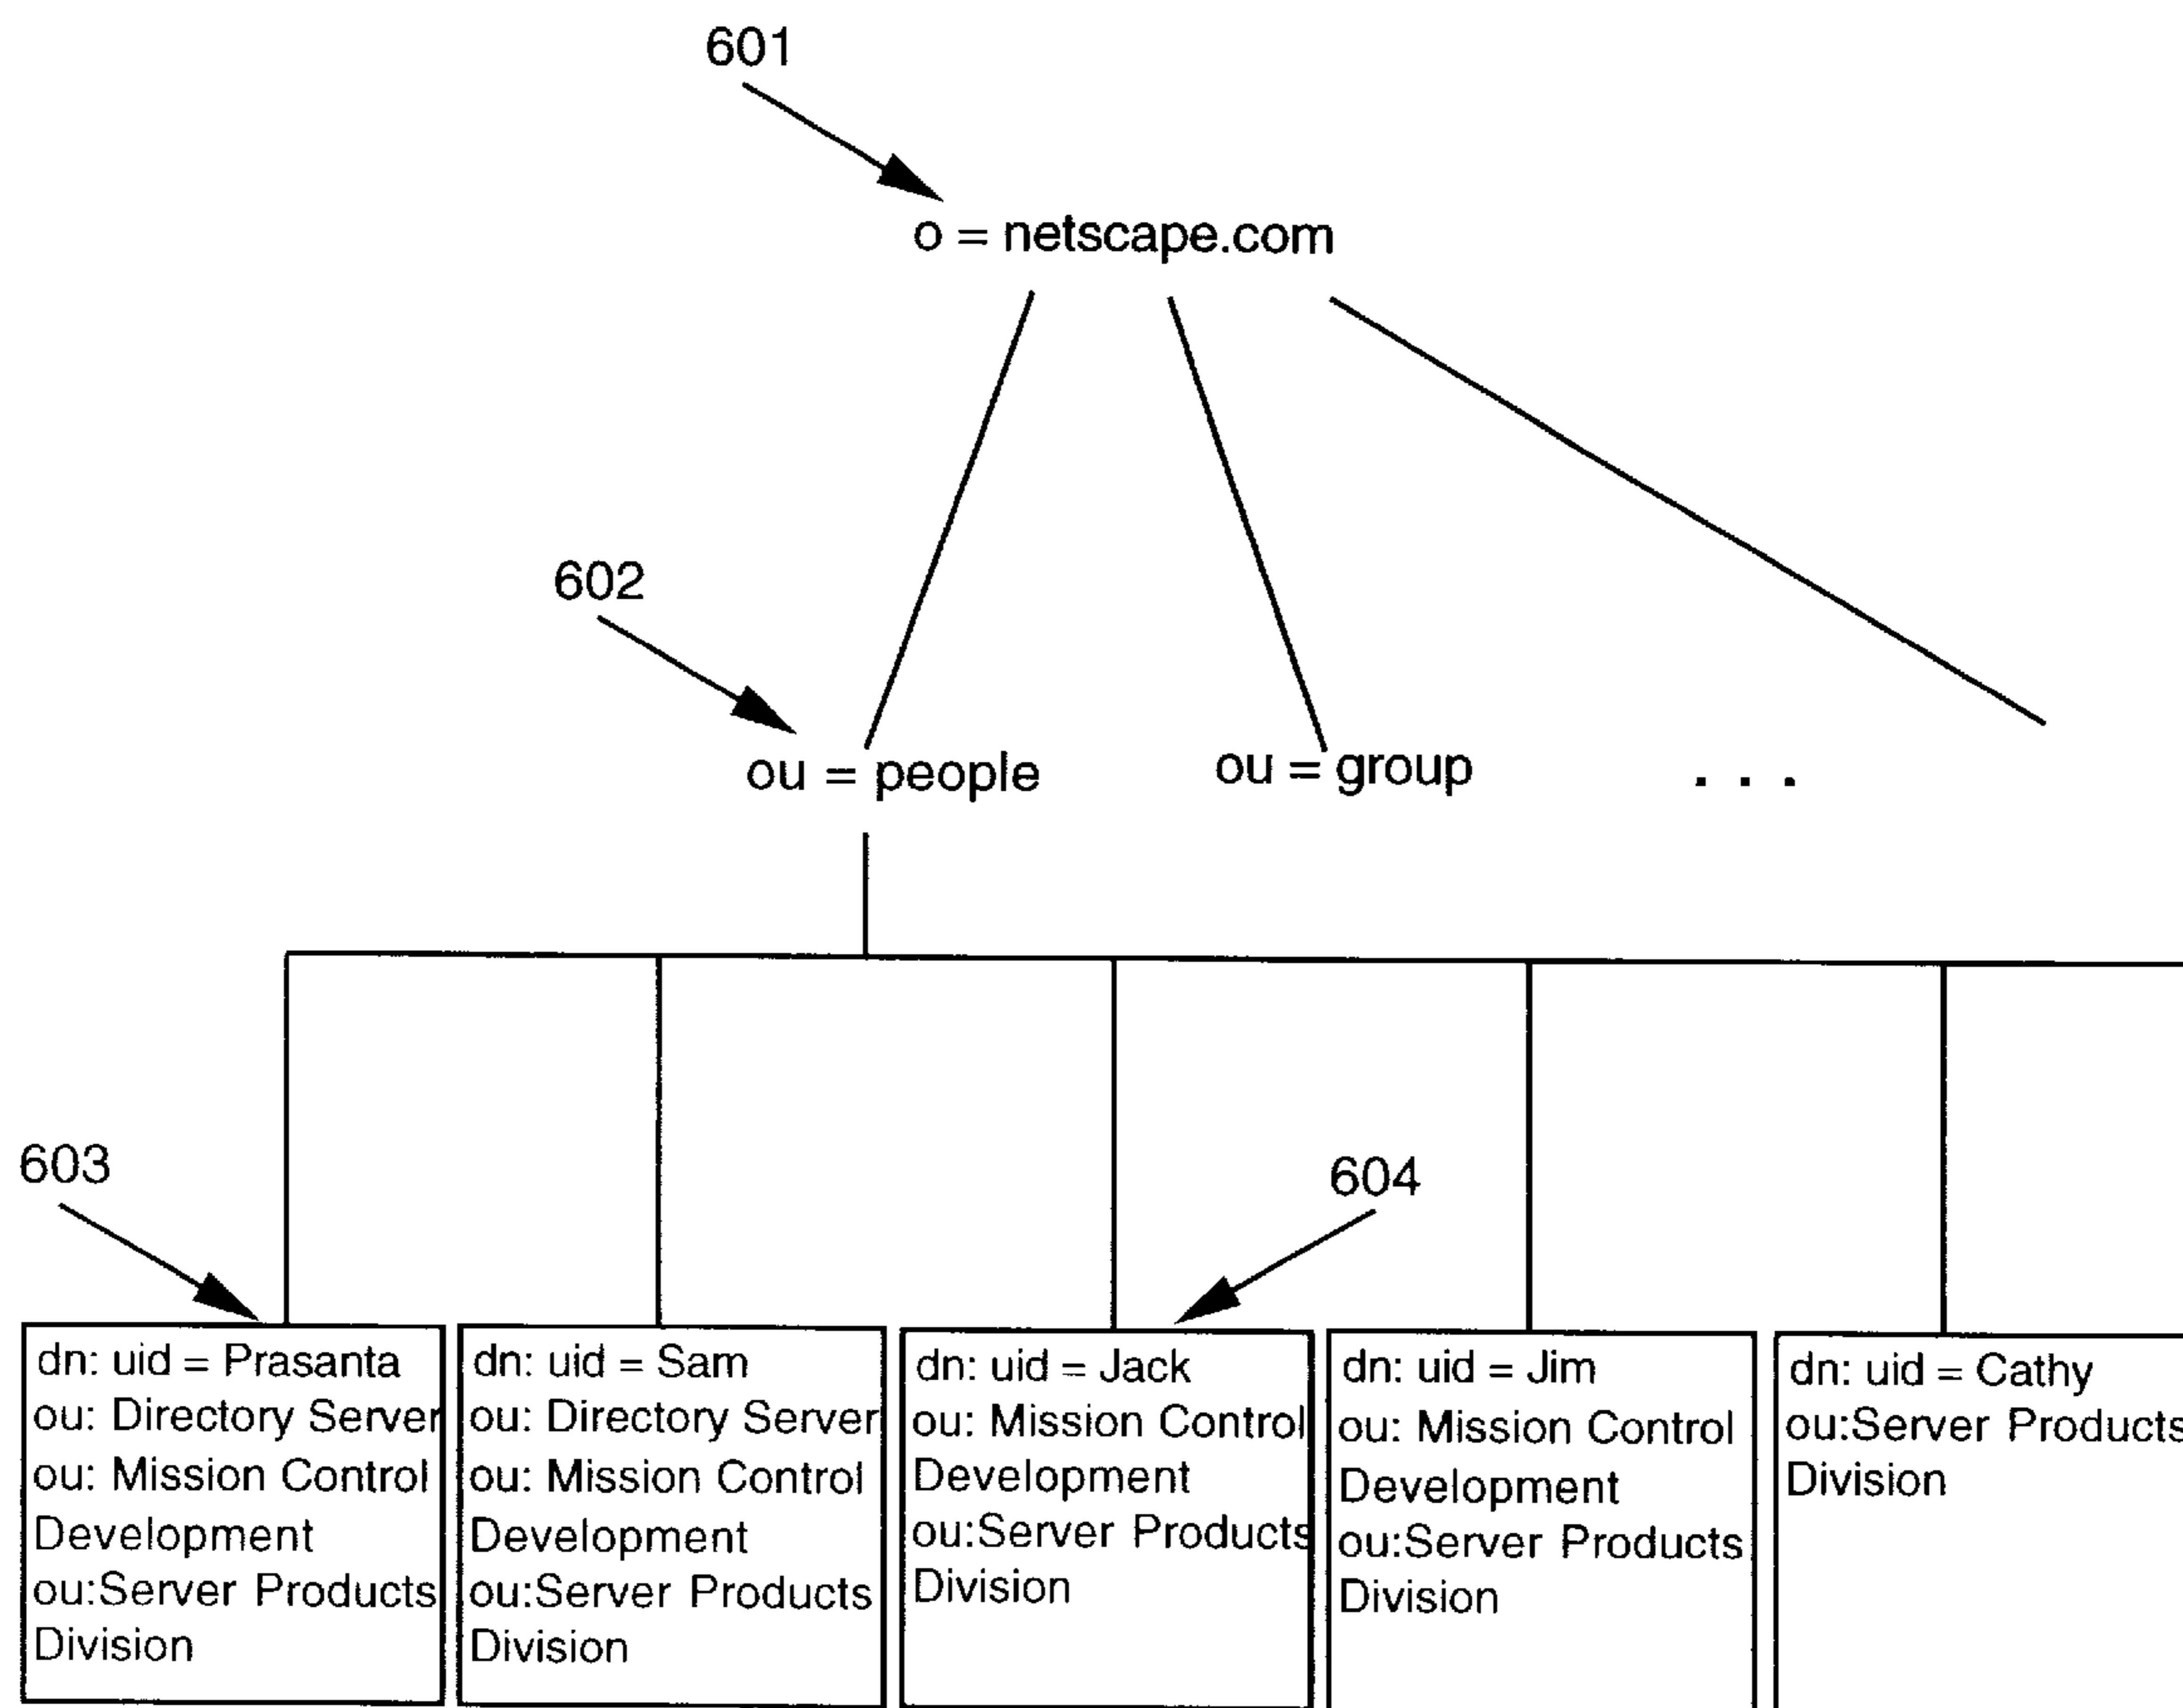 601
o = netscape.com
602
ou = people
ou = group
. . .
603
604
dn: uid = Prasanta
ou: Directory Server
ou: Mission Control
Development
ou:Server Products
Division
dn: uid = Sam
ou: Directory Server
ou: Mission Control
Development
ou:Server Products
Division
dn: uid = Jack
ou: Mission Control
Development
ou:Server Products
Division
dn: uid = Jim
ou: Mission Control
Development
ou:Server Products
Division
dn: uid = Cathy
ou:Server Products
Division